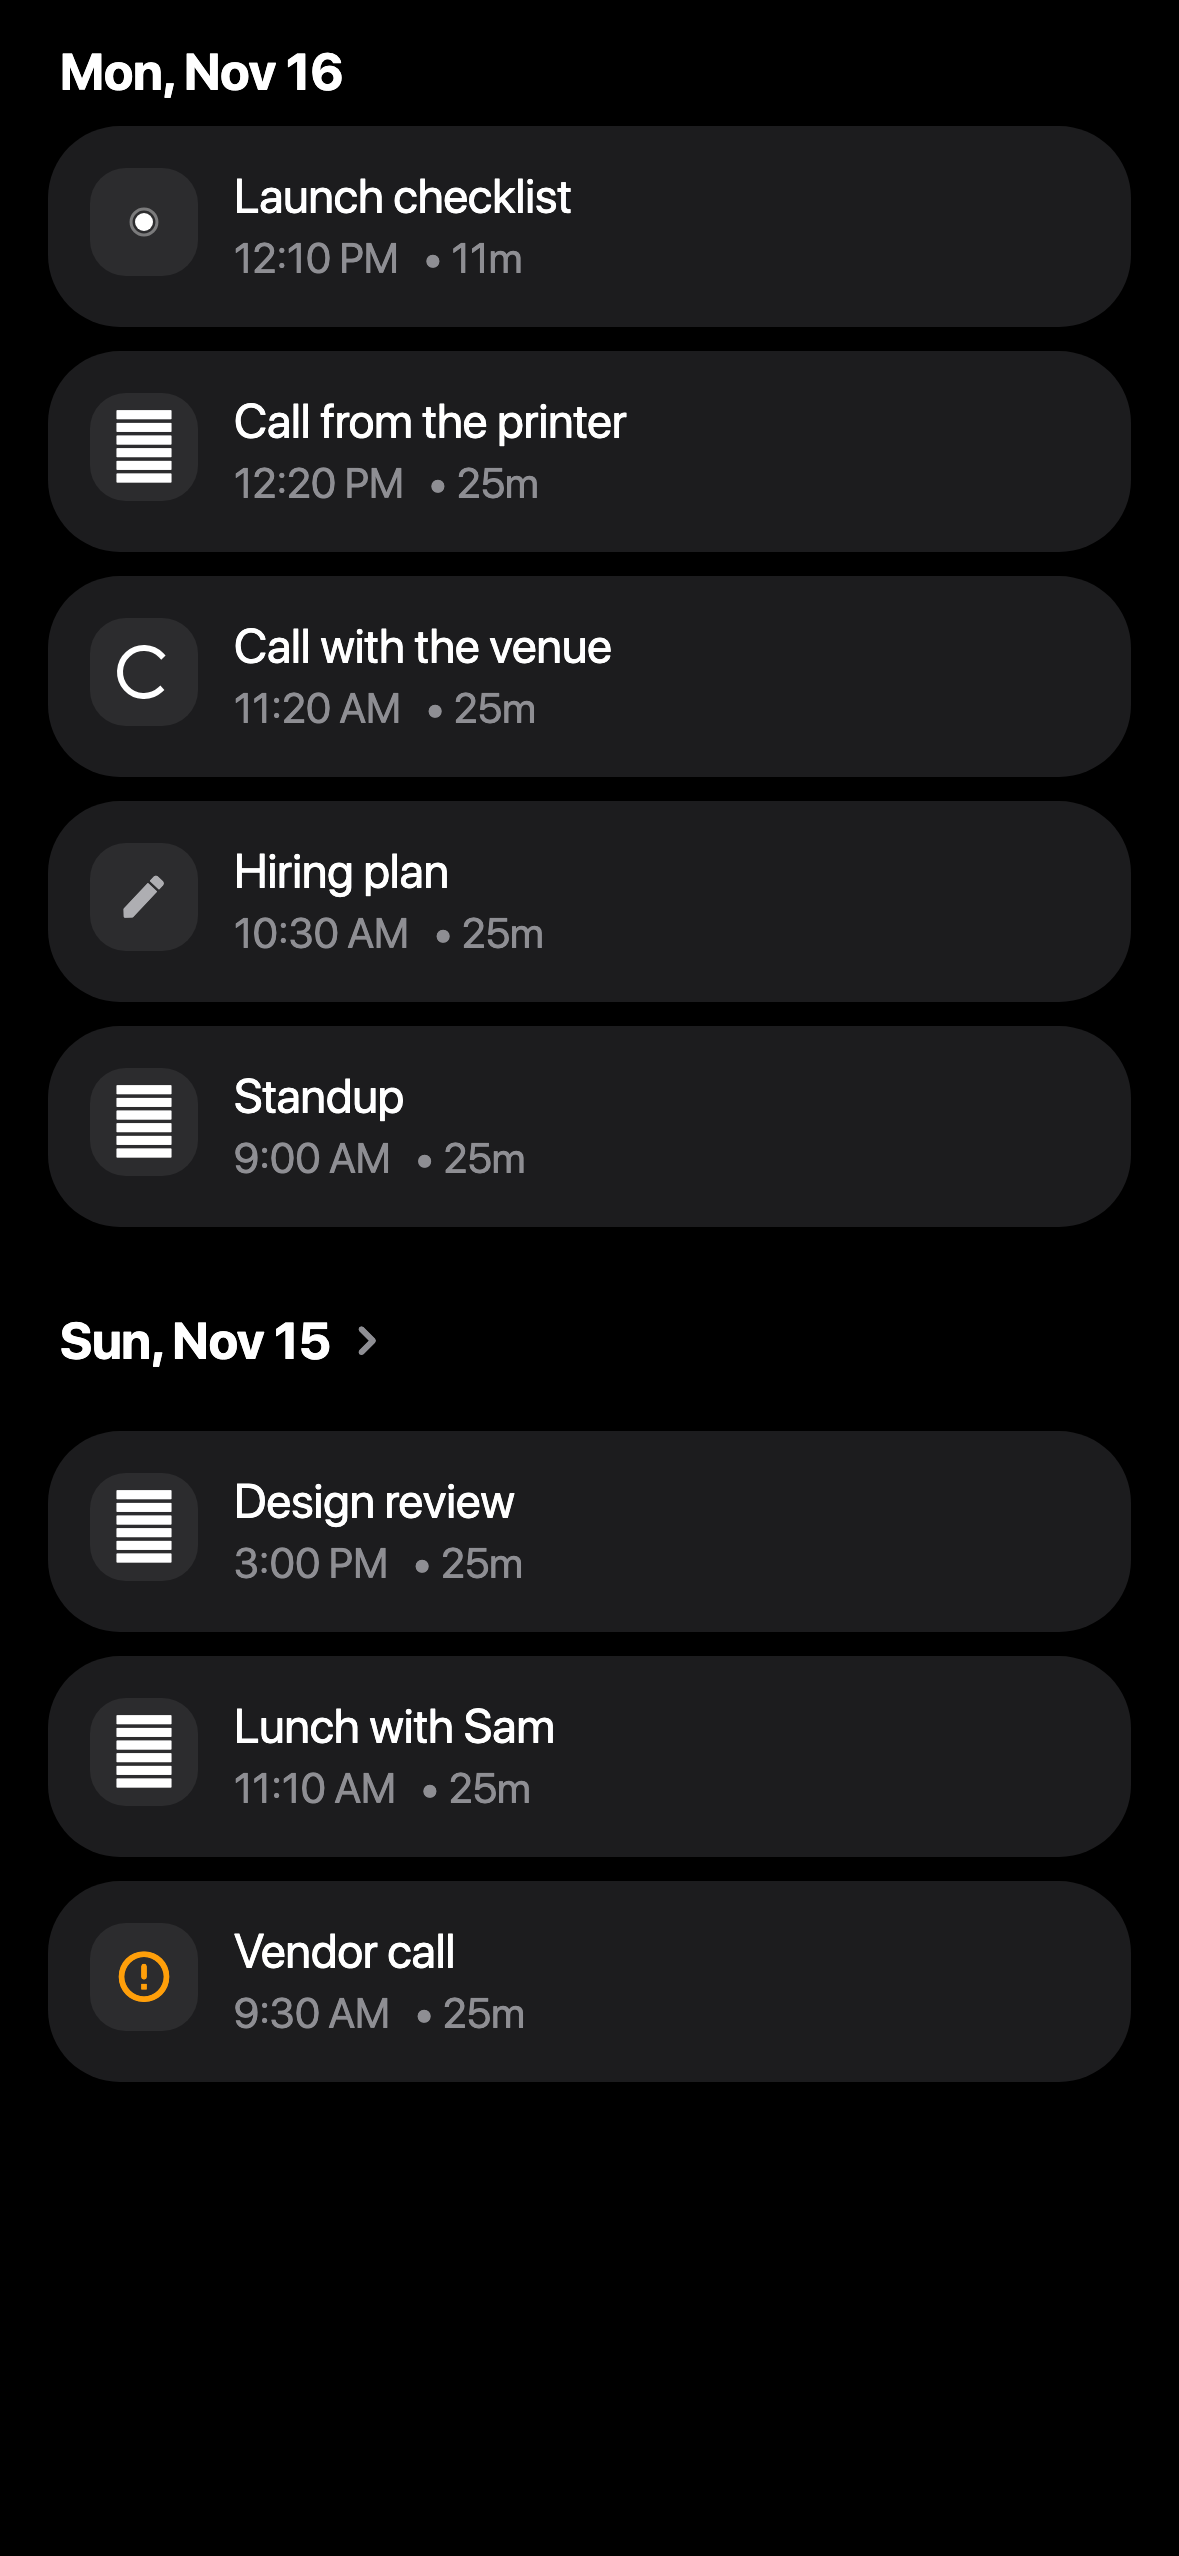 Mon, Nov 16
Launch checklist
12:10 PM • 11m
Call from the printer
12:20 PM • 25m
Call with the venue
11:20 AM • 25m
Hiring plan
10:30 AM • 25m
Standup
9:00 AM • 25m
Sun, Nov 15
Design review
3:00 PM • 25m
Lunch with Sam
11:10 AM • 25m
Vendor call
9:30 AM • 25m